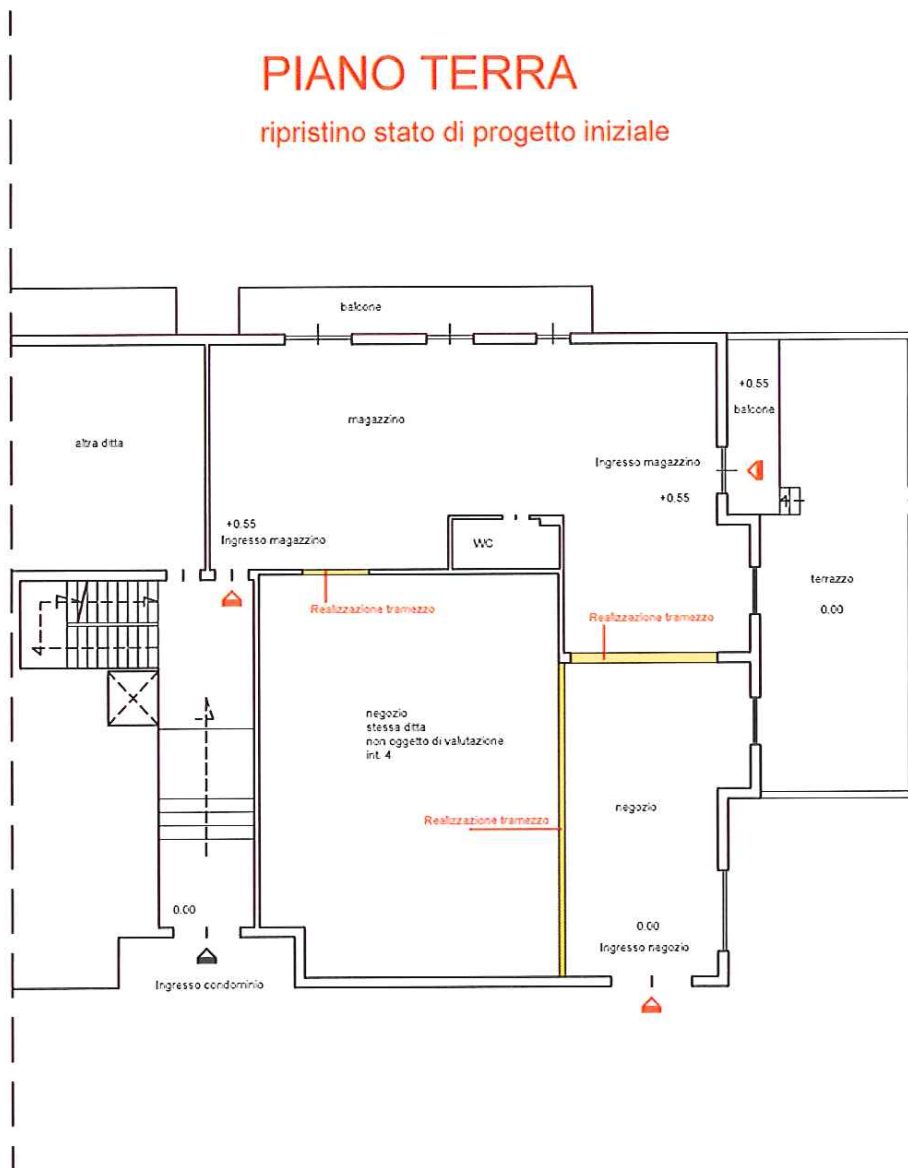 PIANO TERRA
ripristino stato di progetto iniziale
balcone
+0.55
balcone
magazzino
altra ditta
Ingresso magazzino
+0.55
+0.55
Ingresso magazzino
WC
terrazzo
0.00
Realizzazione tramezzo
Realizzazione tramezzo
4
4
negozio
stessa ditta
non oggetto di valutazione
int. 4
negozio
Realizzazione tramezzo
0.00
0.00
Ingresso negozio
Ingresso condominio